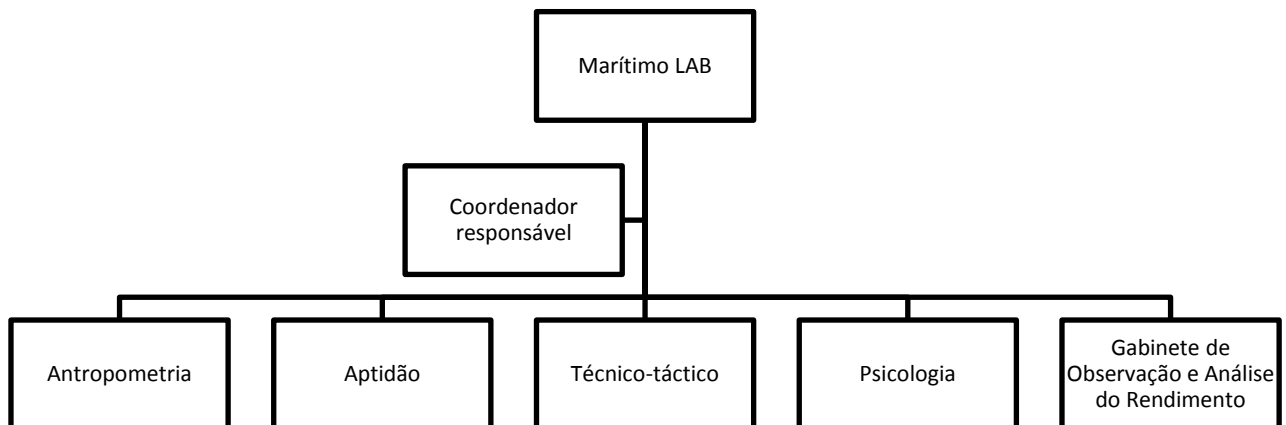 Marítimo LAB
Coordenador
responsável
Antropometria
Aptidão
Técnico-táctico
Psicologia
Gabinete de
Observação e Análise
do Rendimento